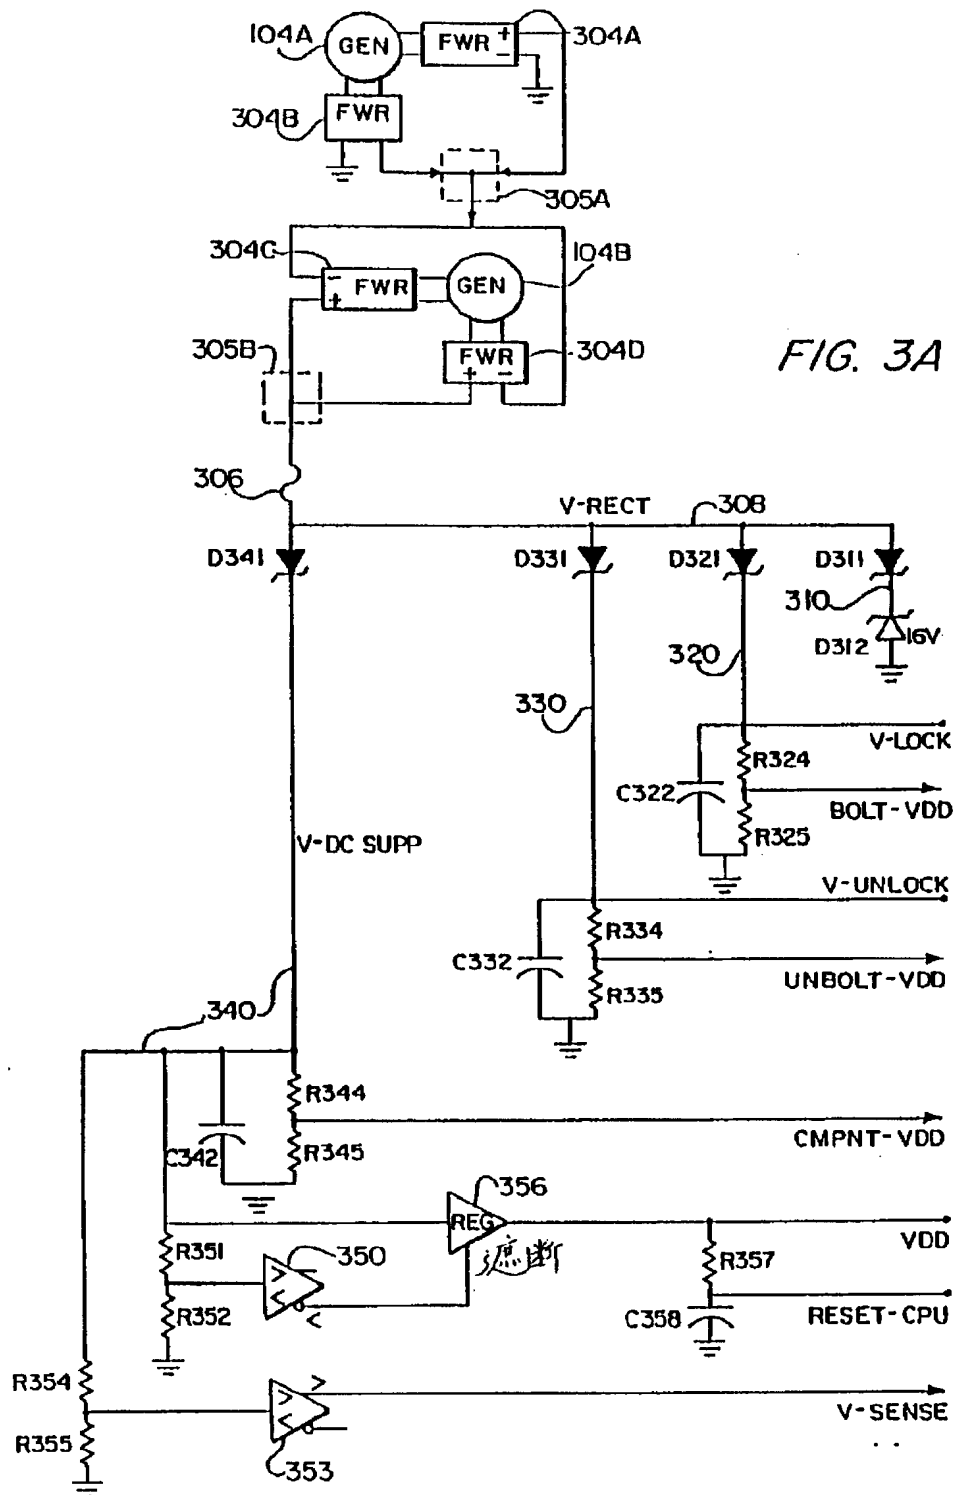 104A GEN FWR + - 304A
304B FWR
305A
304C - + FWR GEN 104B
305B FWR + - 304D
FIG. 3A
306 V-RECT 308
D341 D331 D321 D311
310
D312 16V
320
330
V-LOCK
R324
C322 BOLT-VDD
R325
V-DC SUPP
V-UNLOCK
R334
C332 UNBOLT-VDD
R335
340
R344
CMPNT-VDD
C342 R345
356
REG VDD
R351 350 R357
> <
R352 < C358 RESET-CPU
R354 >
> < V-SENSE
R355
353